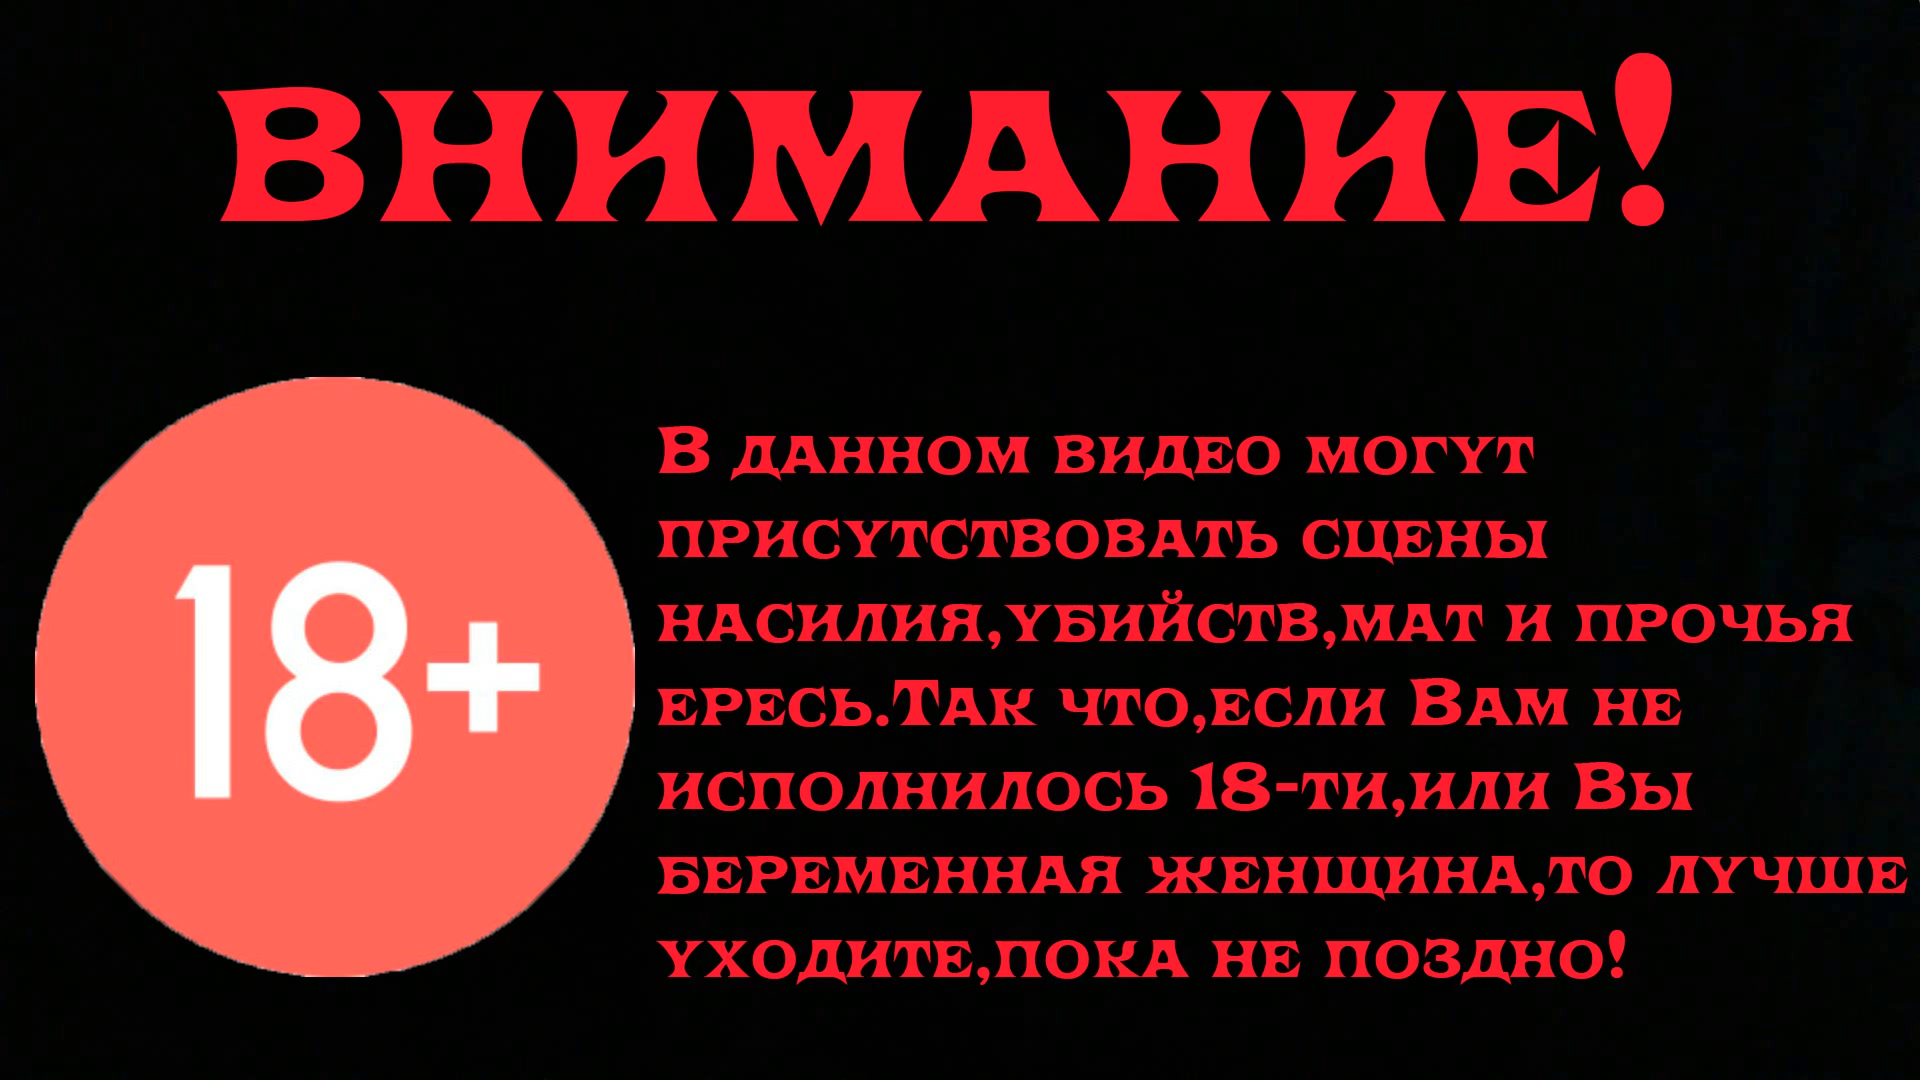 ВНИМАНИЕ!
18+
В данном видео могут
присутствовать сцены
насилия,убийств,мат и прочья
ересь.Так что,если Вам не
исполнилось 18-ти,или Вы
беременная женщина,то лучше
уходите,пока не поздно!